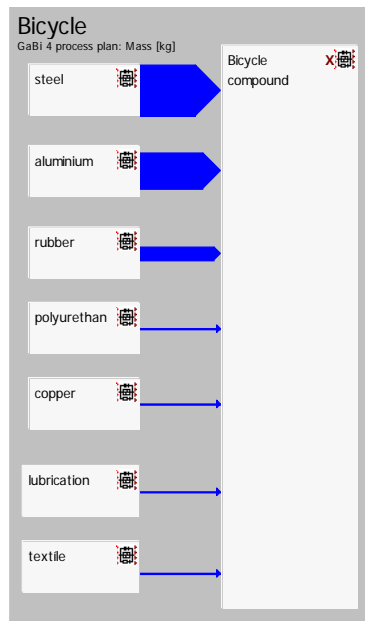 Bicycle
GaBi 4 process plan: Mass [kg]
steel
Bicycle X
compound
aluminium
rubber
polyurethan
copper
lubrication
textile